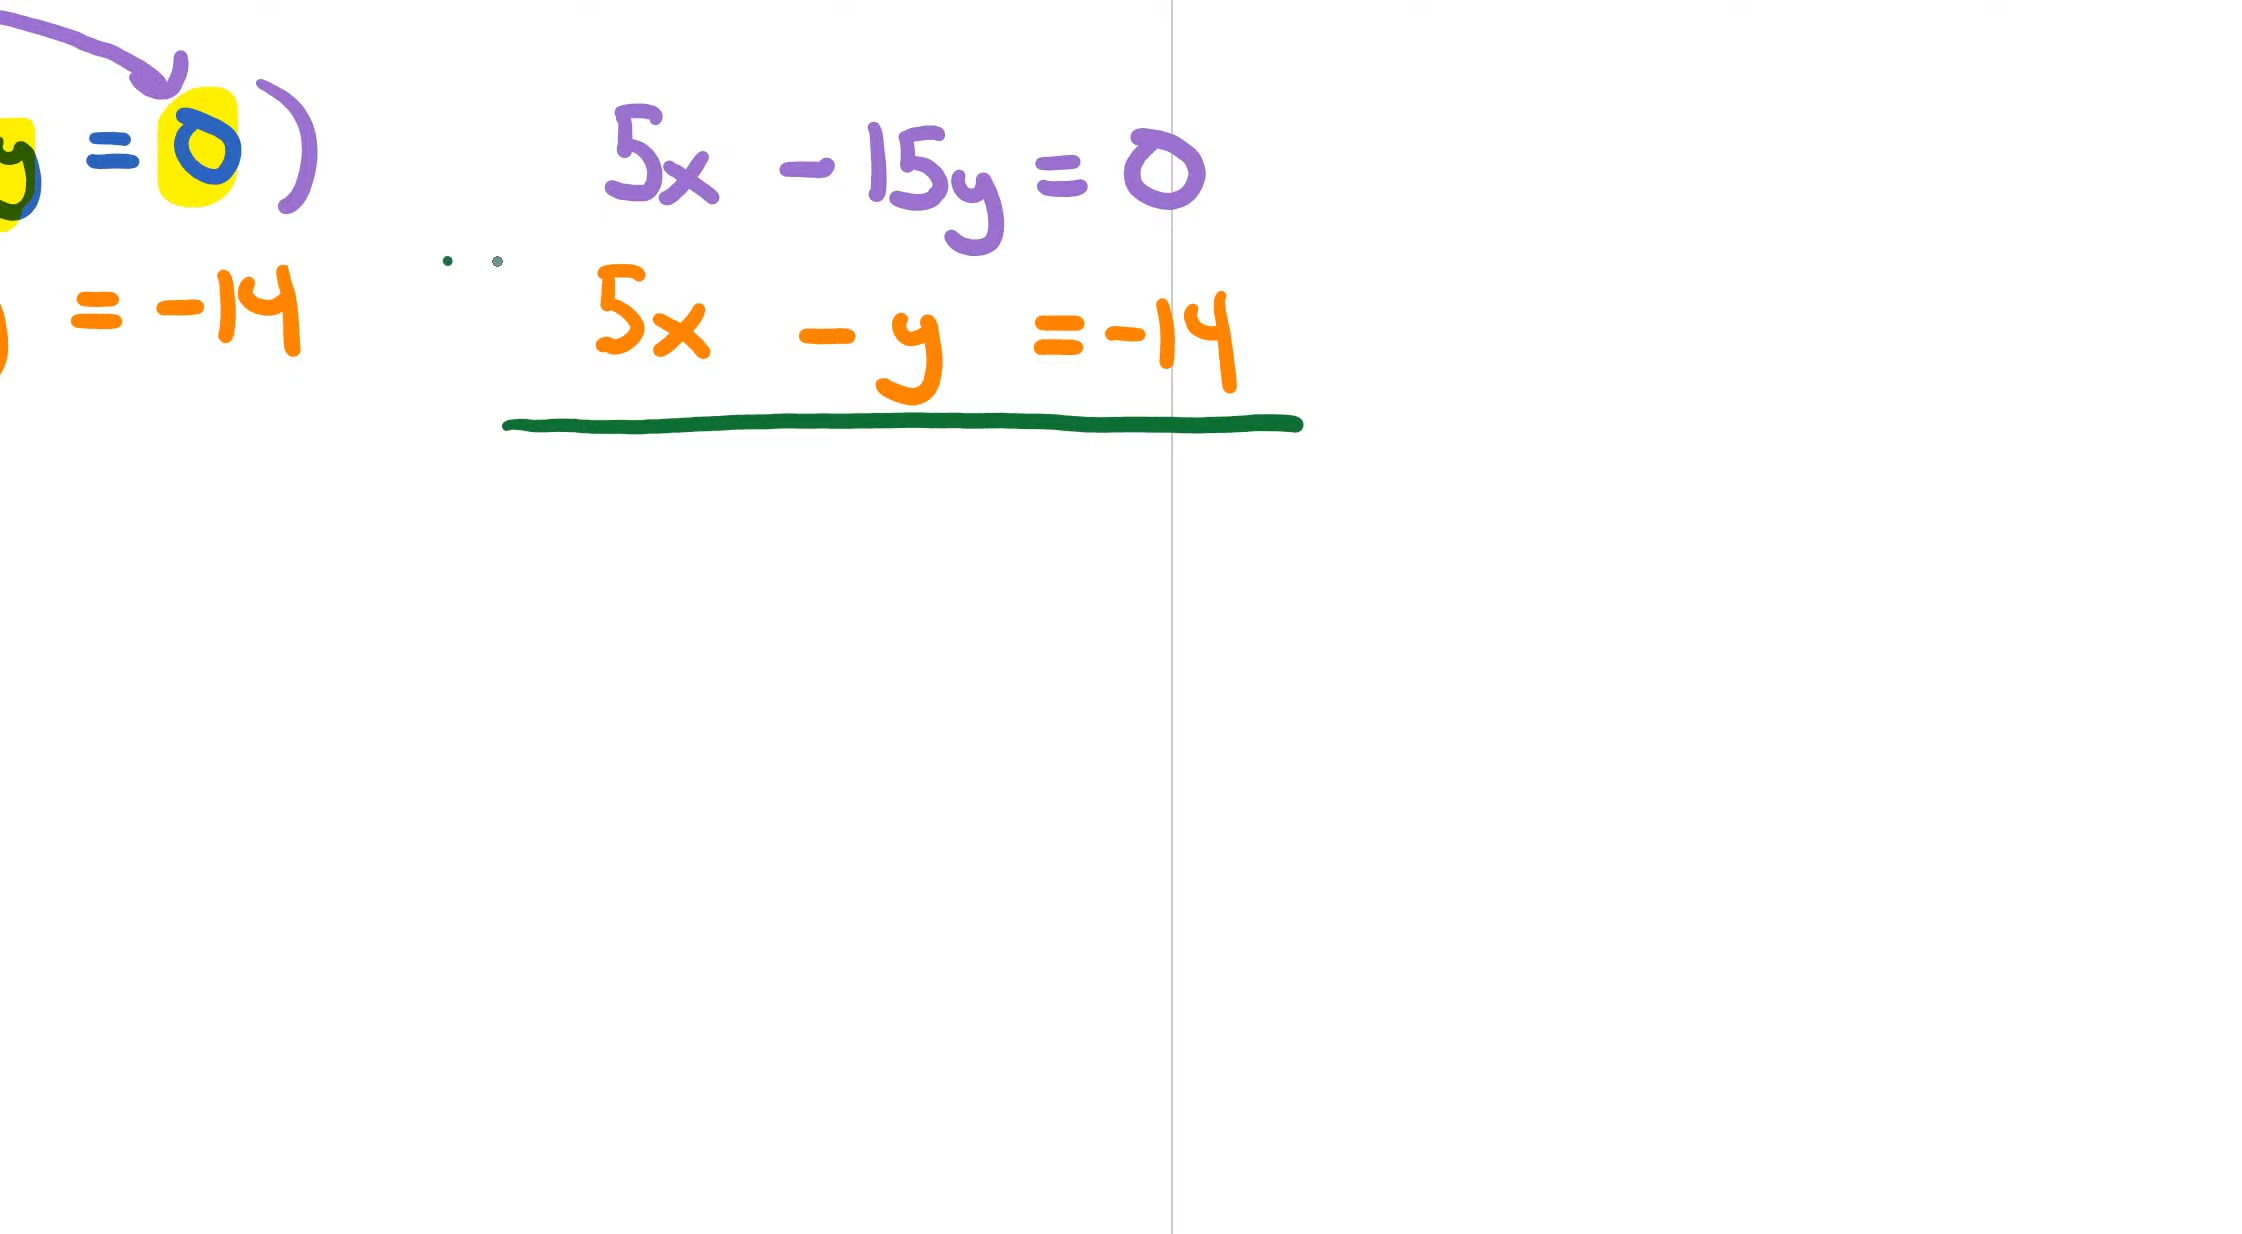 y = 0)
5x - 15y = 0
= -14
5x - y = -14